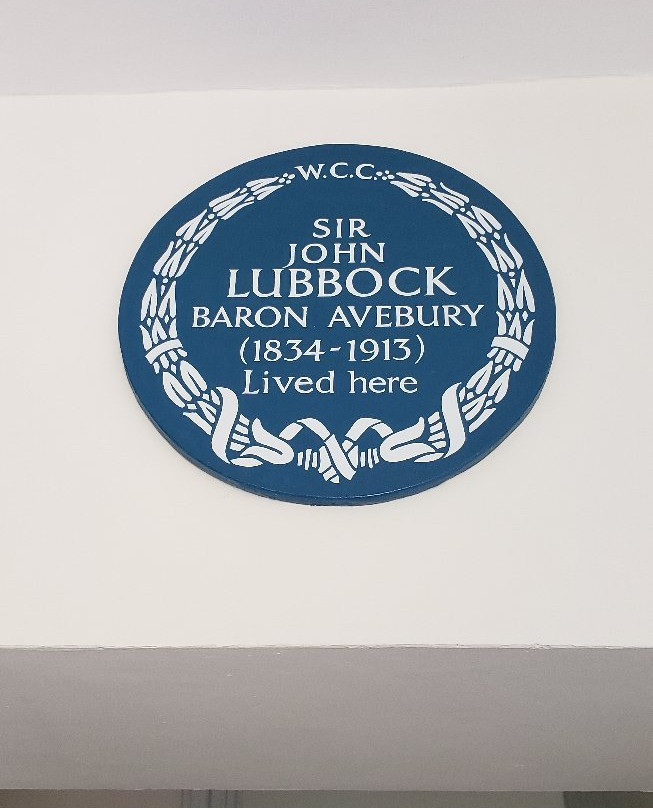 W.C.C.
SIR
JOHN
LUBBOCK
BARON AVEBURY
(1834-1913)
Lived here